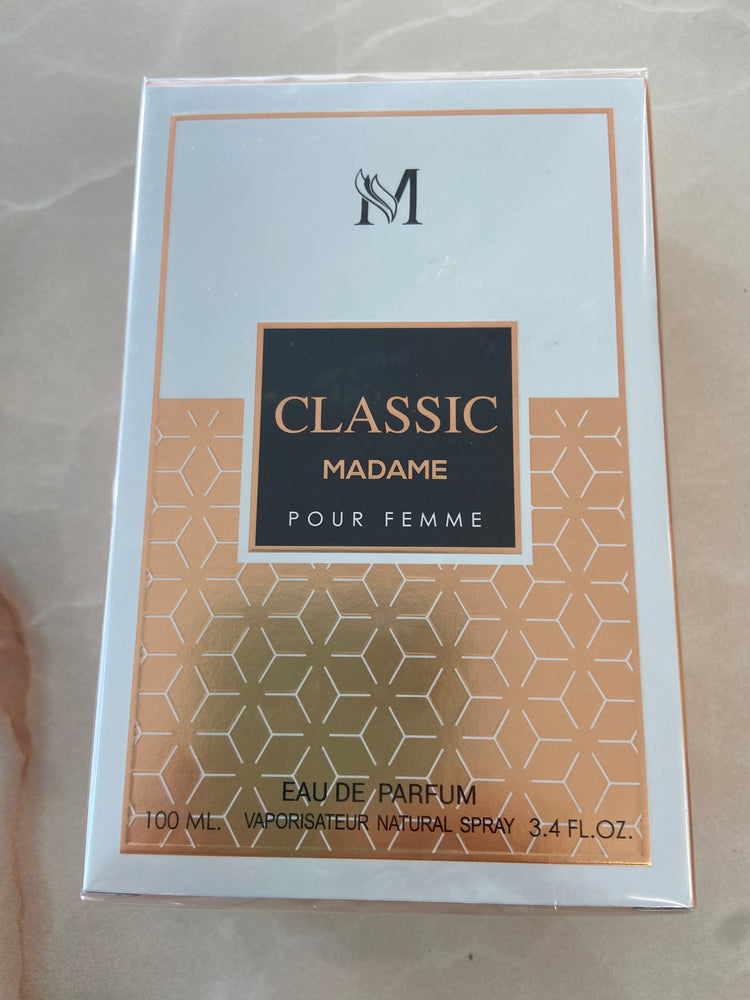 M
CLASSIC
MADAME
POUR FEMME
EAU DE PARFUM
100 ML. VAPORISATEUR NATURAL SPRAY 3.4 FL.OZ.